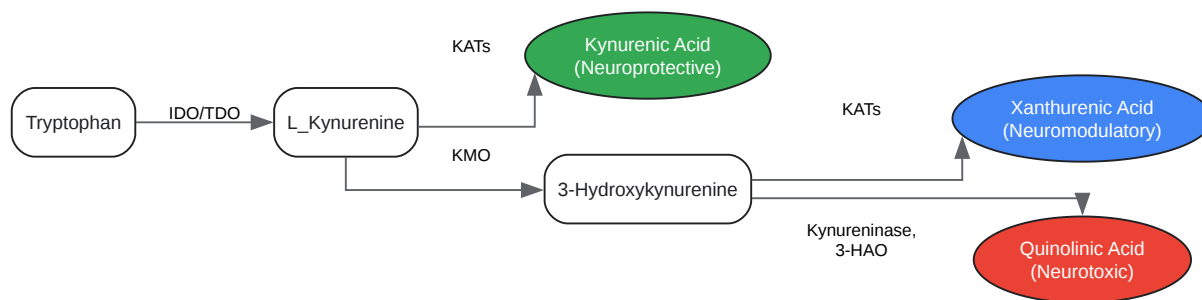 KATs
Kynurenic Acid
(Neuroprotective)
Tryptophan
IDO/TDO
L_Kynurenine
KATs
Xanthurenic Acid
(Neuromodulatory)
KMO
3-Hydroxykynurenine
Kynureninase,
3-HAO
Quinolinic Acid
(Neurotoxic)